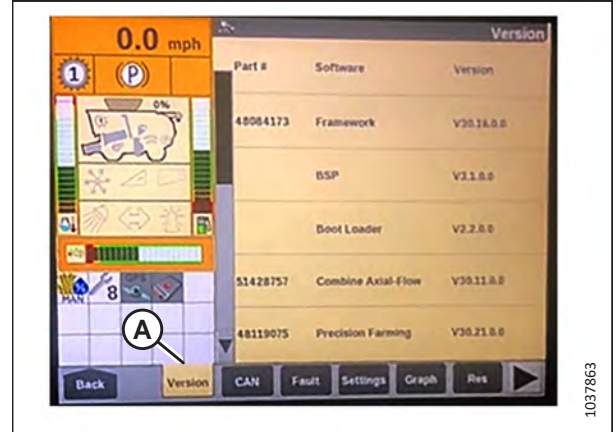 0.0 mph
Version
1
(P)
Part # Software Version
0%
48084173 Framework V30.16.0.0
BSP V3.1.0.0
Boot Loader V2.2.0.0
MAN
8
GPS
51428757 Combine Axial-Flow V30.11.0.0
A
48119075 Precision Farming V30.21.0.0
Back Version CAN Fault Settings Graph Res
1037863